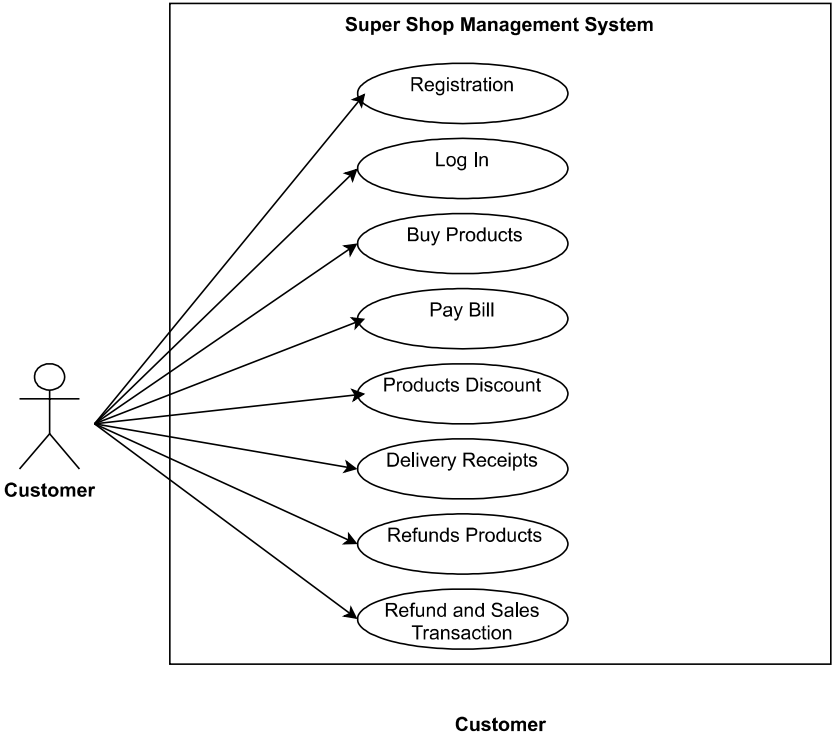 Super Shop Management System
Registration
Log In
Buy Products
Pay Bill
Products Discount
Delivery Receipts
Refunds Products
Refund and Sales
Transaction
Customer
Customer